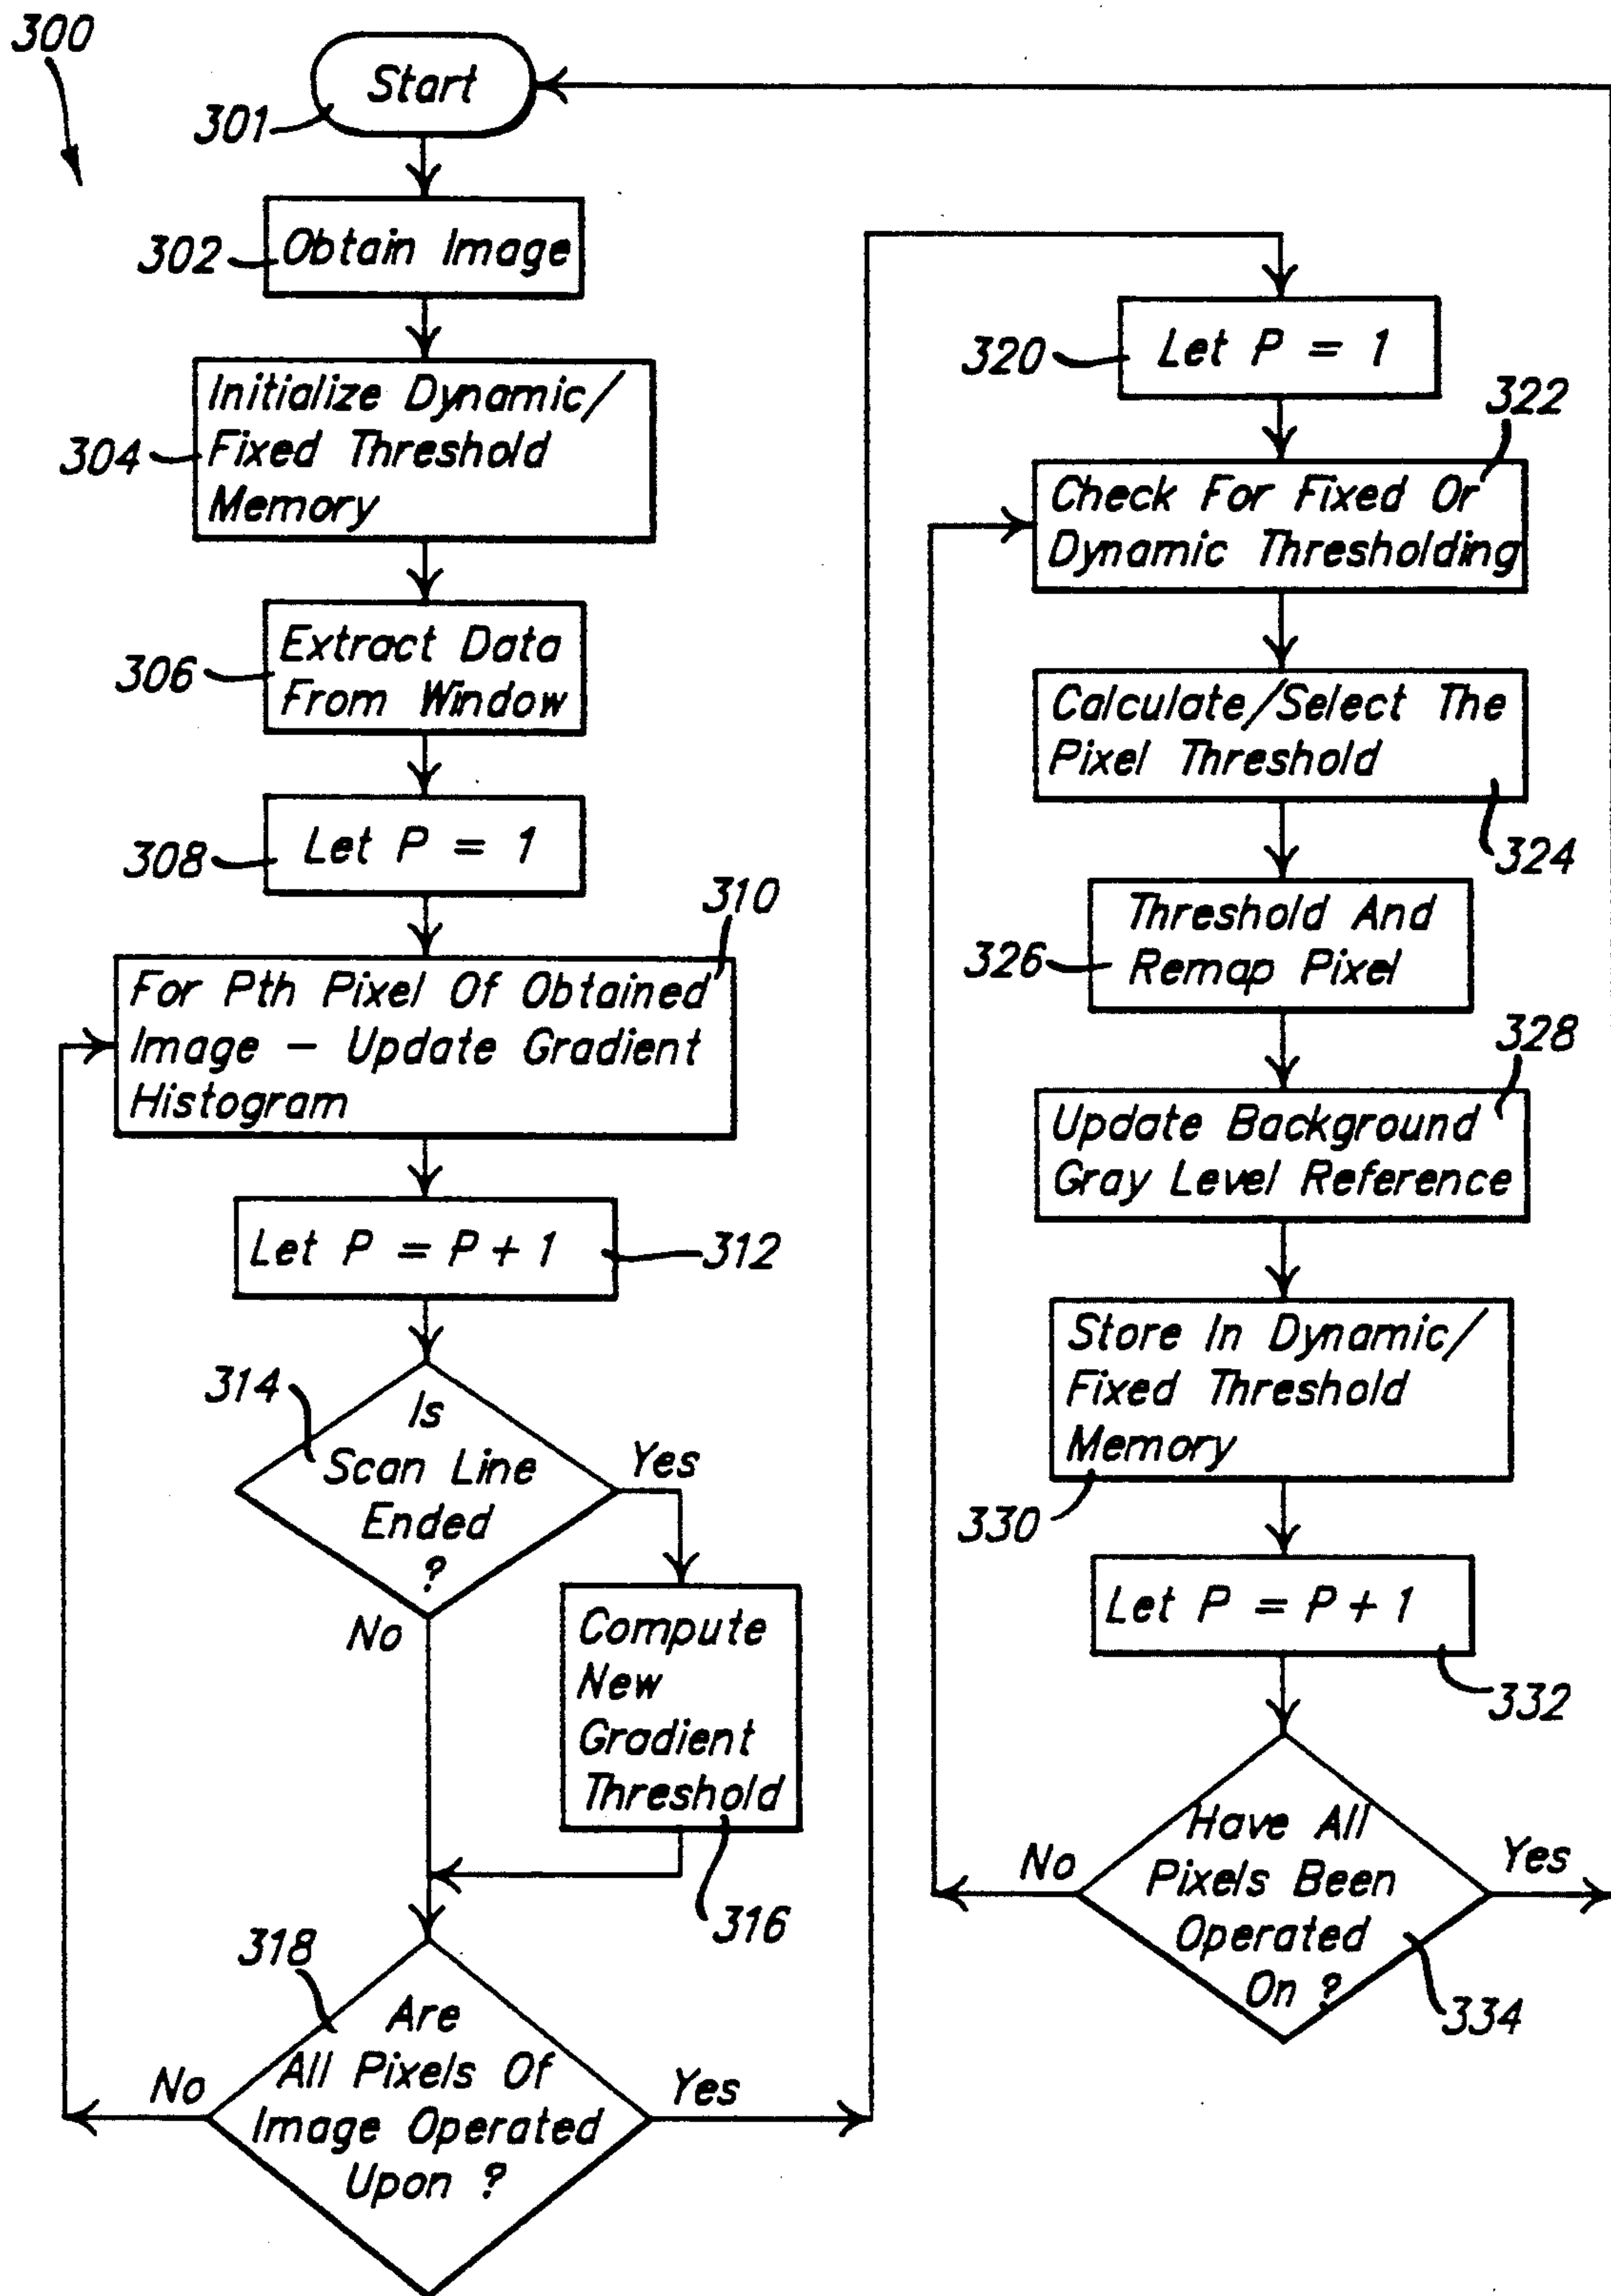 300
Start
301
302
Obtain Image
304
Initialize Dynamic/
Fixed Threshold
Memory
306
Extract Data
From Window
308
Let P = 1
310
For Pth Pixel Of Obtained
Image - Update Gradient
Histogram
Let P = P + 1
312
314
Is
Scan Line
Ended
?
Yes
No
Compute
New
Gradient
Threshold
316
318
Are
All Pixels Of
Image Operated
Upon ?
No
Yes
320
Let P = 1
322
Check For Fixed Or
Dynamic Thresholding
Calculate/Select The
Pixel Threshold
324
326
Threshold And
Remap Pixel
328
Update Background
Gray Level Reference
Store In Dynamic/
Fixed Threshold
Memory
330
Let P = P + 1
332
Have All
Pixels Been
Operated
On ?
No
Yes
334